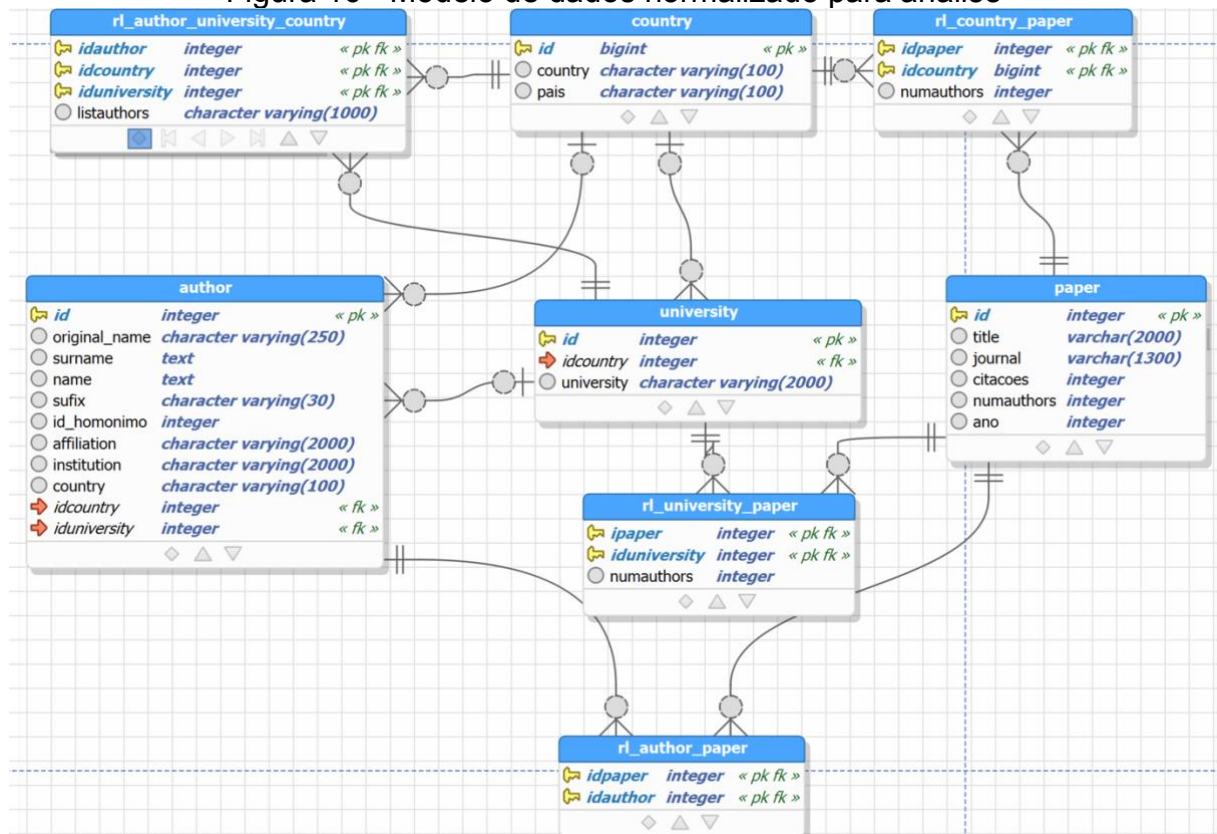 Figura 10 - Modelo de dados normalizado para análise
rl_author_university_country
idauthor integer « pk fk »
idcountry integer « pk fk »
iduniversity integer « pk fk »
listauthors character varying(1000)
country
id bigint « pk »
country character varying(100)
pais character varying(100)
rl_country_paper
idpaper integer « pk fk »
idcountry bigint « pk fk »
numauthors integer
author
id integer « pk »
original_name character varying(250)
surname text
name text
sufix character varying(30)
id_homonimo integer
affiliation character varying(2000)
institution character varying(2000)
country character varying(100)
idcountry integer « fk »
iduniversity integer « fk »
university
id integer « pk »
idcountry integer « fk »
university character varying(2000)
paper
id integer « pk »
title varchar(2000)
journal varchar(1300)
citacoes integer
numauthors integer
ano integer
rl_university_paper
ipaper integer « pk fk »
iduniversity integer « pk fk »
numauthors integer
rl_author_paper
idpaper integer « pk fk »
idauthor integer « pk fk »